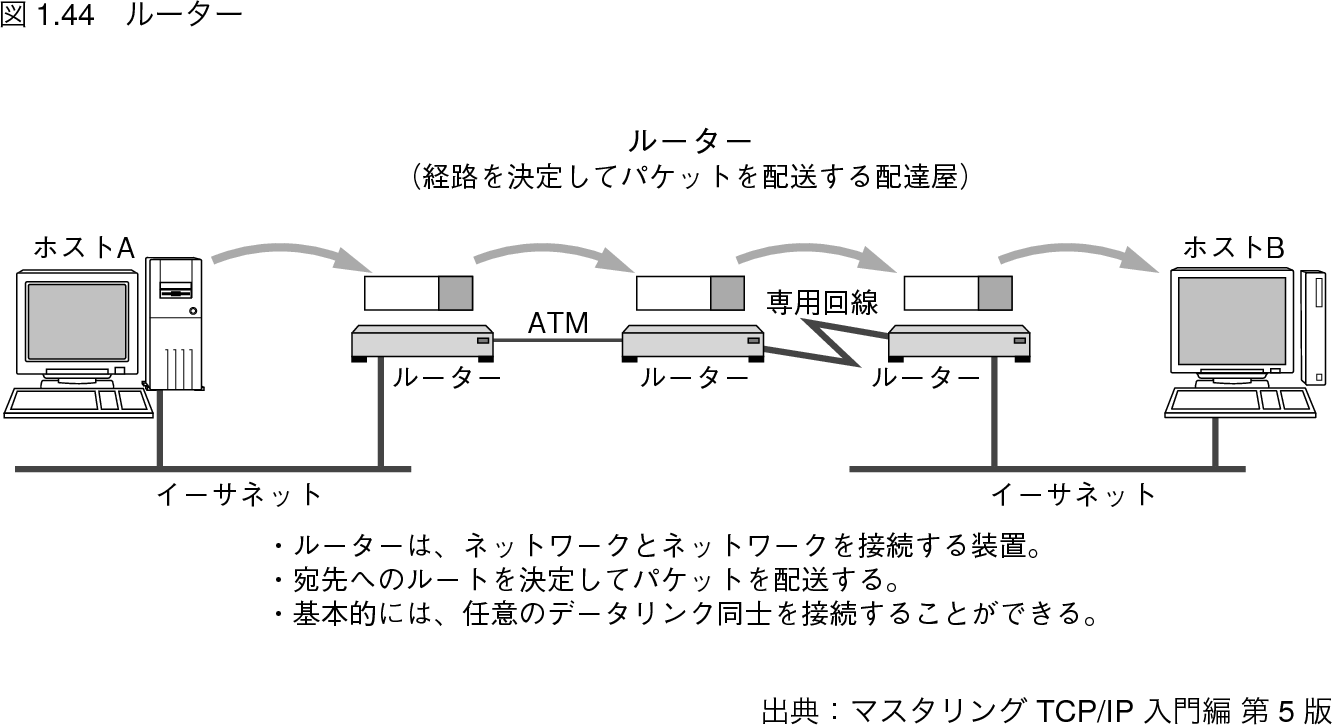 図 1.44　ルーター
ルーター
（経路を決定してパケットを配送する配達屋）
ホストA
ホストB
ATM
専用回線
ルーター
ルーター
ルーター
イーサネット
イーサネット
・ルーターは、ネットワークとネットワークを接続する装置。
・宛先へのルートを決定してパケットを配送する。
・基本的には、任意のデータリンク同士を接続することができる。
出典：マスタリング TCP/IP 入門編 第 5 版